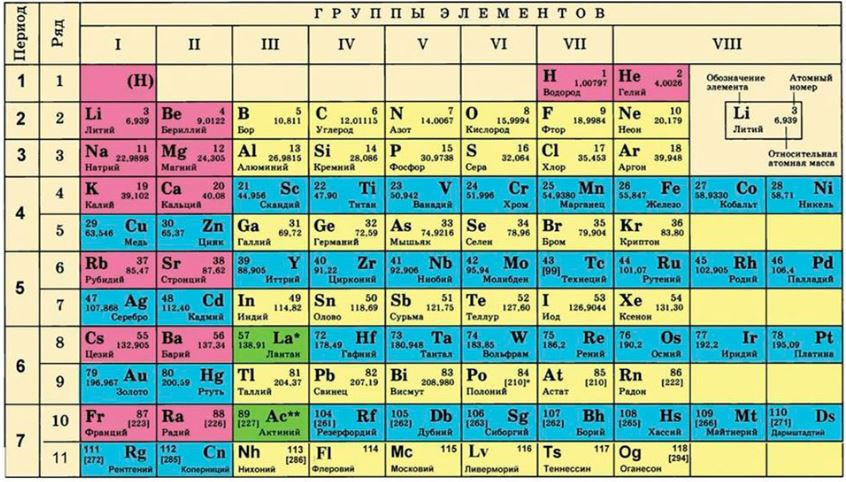 ГРУППЫ ЭЛЕМЕНТОВ
Период Ряд I II III IV V VI VII VIII
1 1 (H) H 1 1,00797 Водород He 2 4,0026 Гелий
Обозначение элемента Атомный номер
Li 3 6,939 Литий
Относительная атомная масса
2 2 Li 3 6,939 Литий Be 4 9,0122 Бериллий B 5 10,811 Бор C 6 12,01115 Углерод N 7 14,0067 Азот O 8 15,9994 Кислород F 9 18,9984 Фтор Ne 10 20,179 Неон
3 3 Na 11 22,9898 Натрий Mg 12 24,305 Магний Al 13 26,9815 Алюминий Si 14 28,086 Кремний P 15 30,9738 Фосфор S 16 32,064 Сера Cl 17 35,453 Хлор Ar 18 39,948 Аргон
4 4 K 19 39,102 Калий Ca 20 40,08 Кальций 21 Sc 44,956 Скандий 22 Ti 47,90 Титан 23 V 50,942 Ванадий 24 Cr 51,996 Хром 25 Mn 54,9380 Марганец 26 Fe 55,847 Железо 27 Co 58,9330 Кобальт 28 Ni 58,71 Никель
5 29 Cu 63,546 Медь 30 Zn 65,37 Цинк Ga 31 69,72 Галлий Ge 32 72,59 Германий As 33 74,9216 Мышьяк Se 34 78,96 Селен Br 35 79,904 Бром Kr 36 83,80 Криптон
5 6 Rb 37 85,47 Рубидий Sr 38 87,62 Стронций 39 Y 88,905 Иттрий 40 Zr 91,22 Цирконий 41 Nb 92,906 Ниобий 42 Mo 95,94 Молибден 43 Tc [99] Технеций 44 Ru 101,07 Рутений 45 Rh 102,905 Родий 46 Pd 106,4 Палладий
7 47 Ag 107,868 Серебро 48 Cd 112,40 Кадмий In 49 114,82 Индий Sn 50 118,69 Олово Sb 51 121,75 Сурьма Te 52 127,60 Теллур I 53 126,9044 Иод Xe 54 131,30 Ксенон
6 8 Cs 55 132,905 Цезий Ba 56 137,34 Барий 57 La* 138,91 Лантан 72 Hf 178,49 Гафний 73 Ta 180,948 Тантал 74 W 183,85 Вольфрам 75 Re 186,2 Рений 76 Os 190,2 Осмий 77 Ir 192,2 Иридий 78 Pt 195,09 Платина
9 79 Au 196,967 Золото 80 Hg 200,59 Ртуть Tl 81 204,37 Таллий Pb 82 207,19 Свинец Bi 83 208,980 Висмут Po 84 [210]* Полоний At 85 [210] Астат Rn 86 [222] Радон
7 10 Fr 87 [223] Франций Ra 88 [226] Радий 89 Ac** [227] Актиний 104 Rf [261] Резерфордий 105 Db [262] Дубний 106 Sg [263] Сиборгий 107 Bh [262] Борий 108 Hs [265] Хассий 109 Mt [266] Майтнерий 110 Ds [271] Дармштадтий
11 111 Rg [272] Рентгений 112 Cn [285] Коперниций Nh 113 [286] Нихоний Fl 114 Флеровий Mc 115 Московий Lv 116 Ливерморий Ts 117 Теннессин Og 118 [294] Оганесон